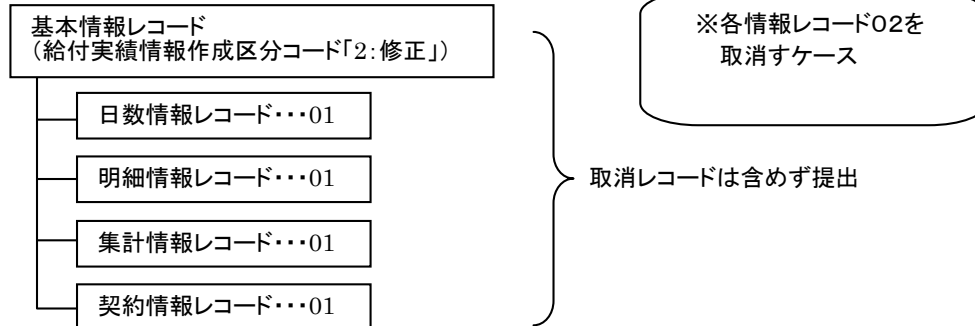 基本情報レコード
（給付実績情報作成区分コード「2：修正」）
日数情報レコード・・・01
明細情報レコード・・・01
集計情報レコード・・・01
契約情報レコード・・・01
取消レコードは含めず提出
※各情報レコード０２を
取消すケース